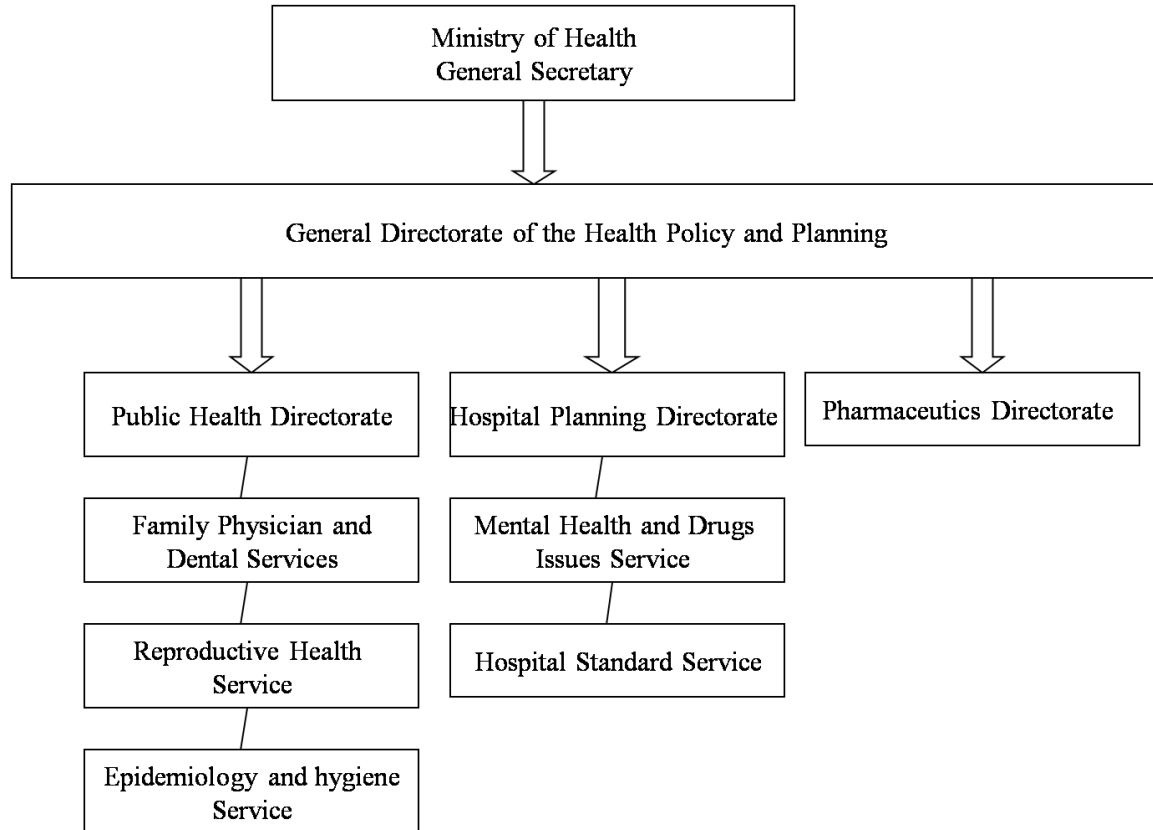 Ministry of Health
General Secretary
General Directorate of the Health Policy and Planning
Public Health Directorate
Hospital Planning Directorate
Pharmaceutics Directorate
Family Physician and
Dental Services
Mental Health and Drugs
Issues Service
Reproductive Health
Service
Hospital Standard Service
Epidemiology and hygiene
Service